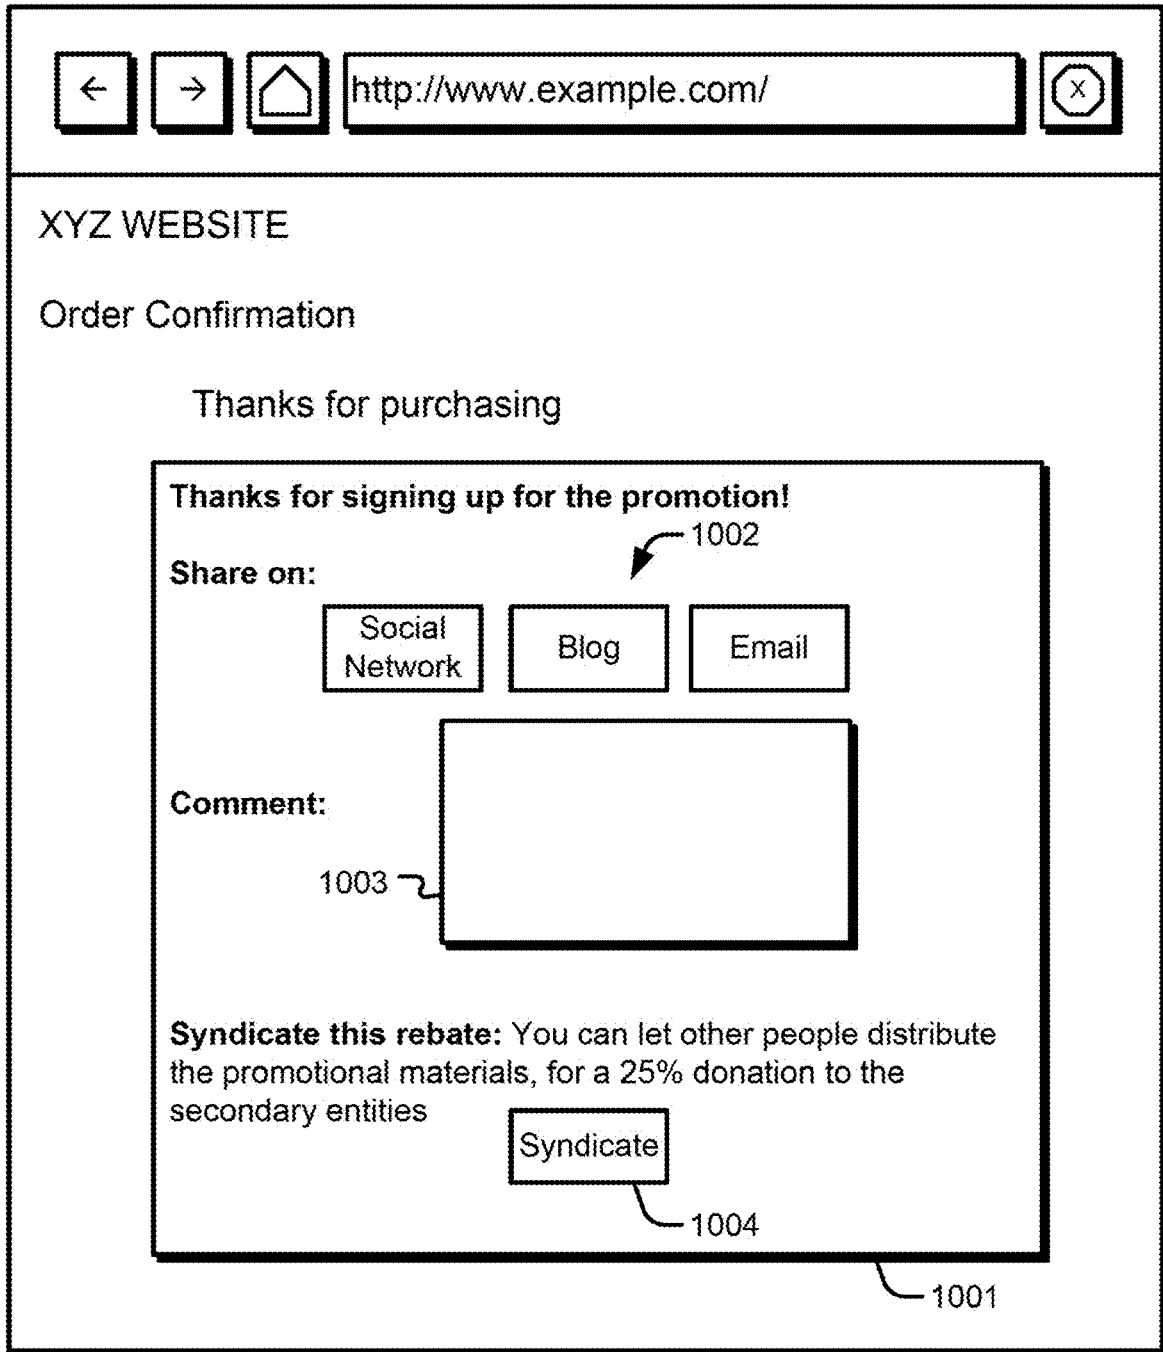 http://www.example.com/
X
XYZ WEBSITE
Order Confirmation
Thanks for purchasing
Thanks for signing up for the promotion!
1002
Share on:
Social
Network
Blog
Email
Comment:
1003
Syndicate this rebate: You can let other people distribute
the promotional materials, for a 25% donation to the
secondary entities
Syndicate
1004
1001